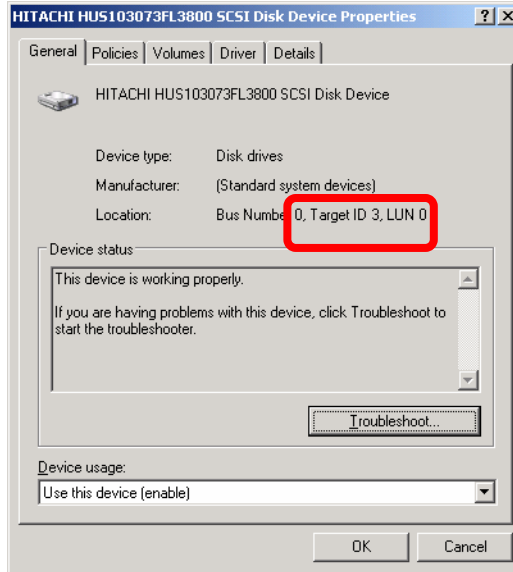 HITACHI HUS103073FL3800 SCSI Disk Device Properties
General Policies Volumes Driver Details
HITACHI HUS103073FL3800 SCSI Disk Device
Device type: Disk drives
Manufacturer: (Standard system devices)
Location: Bus Numbe 0, Target ID 3, LUN 0
Device status
This device is working properly.
If you are having problems with this device, click Troubleshoot to
start the troubleshooter.
Troubleshoot...
Device usage:
Use this device (enable)
OK Cancel